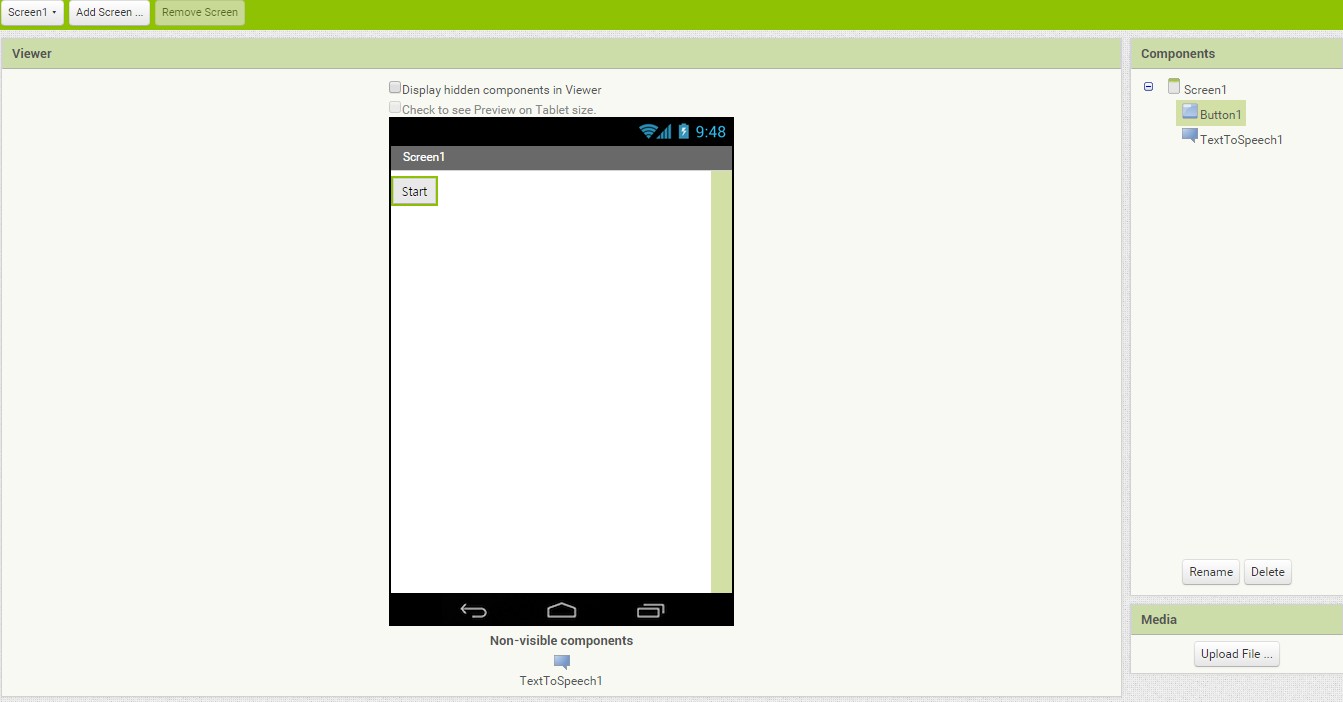 Screen1
Add Screen ...
Remove Screen
Viewer
Display hidden components in Viewer
Check to see Preview on Tablet size.
9:48
Screen1
Start
Non-visible components
TextToSpeech1
Components
Screen1
Button1
TextToSpeech1
Rename
Delete
Media
Upload File ...